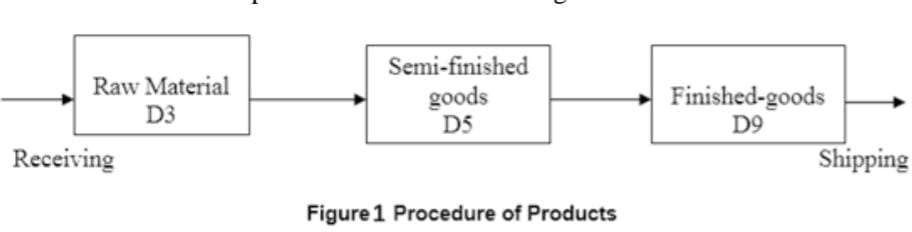 Raw Material
D3
Semi-finished
goods
D5
Finished-goods
D9
Receiving
Shipping
Figure 1 Procedure of Products